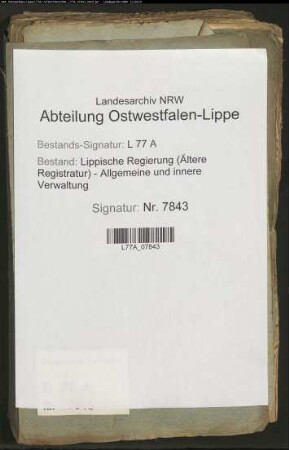 Landesarchiv NRW
Abteilung Ostwestfalen-Lippe
Bestands-Signatur: L 77 A
Bestand: Lippische Regierung (Ältere
Registratur) - Allgemeine und innere
Verwaltung
Signatur: Nr. 7843
L77A_07843